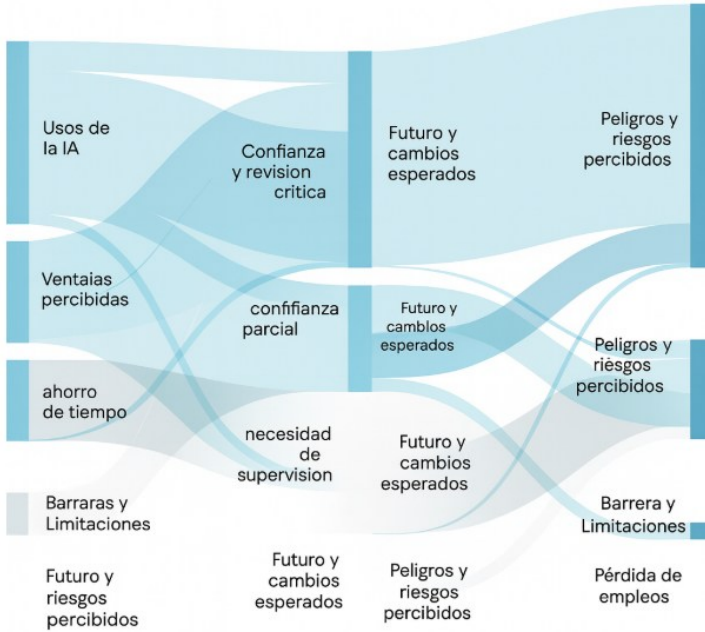 Usos de
la IA
Ventaias
percibidas
ahorro
de tiempo
Barraras y
Limitaciones
Futuro y
riesgos
percibidos
Confianza
y revision
critica
confifianza
parcial
necesidad
de
supervision
Futuro y
cambios
esperados
Futuro y
cambios
esperados
Futuro y
camblos
esperados
Futuro y
cambios
esperados
Peligros y
riesgos
percibidos
Peligros y
riesgos
percibidos
Peligros y
riésgos
percibidos
Barrera y
Limitaciones
Pérdida de
empleos